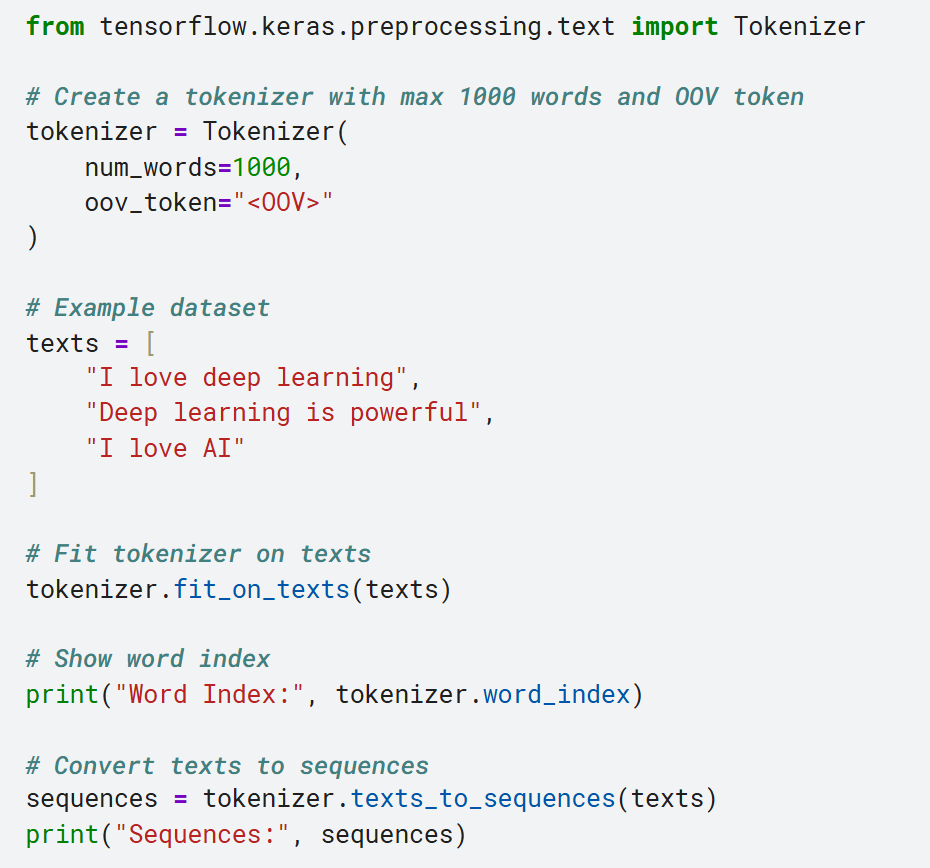 from tensorflow.keras.preprocessing.text import Tokenizer
# Create a tokenizer with max 1000 words and OOV token
tokenizer = Tokenizer(
    num_words=1000,
    oov_token="<OOV>"
)
# Example dataset
texts = [
    "I love deep learning",
    "Deep learning is powerful",
    "I love AI"
]
# Fit tokenizer on texts
tokenizer.fit_on_texts(texts)
# Show word index
print("Word Index:", tokenizer.word_index)
# Convert texts to sequences
sequences = tokenizer.texts_to_sequences(texts)
print("Sequences:", sequences)